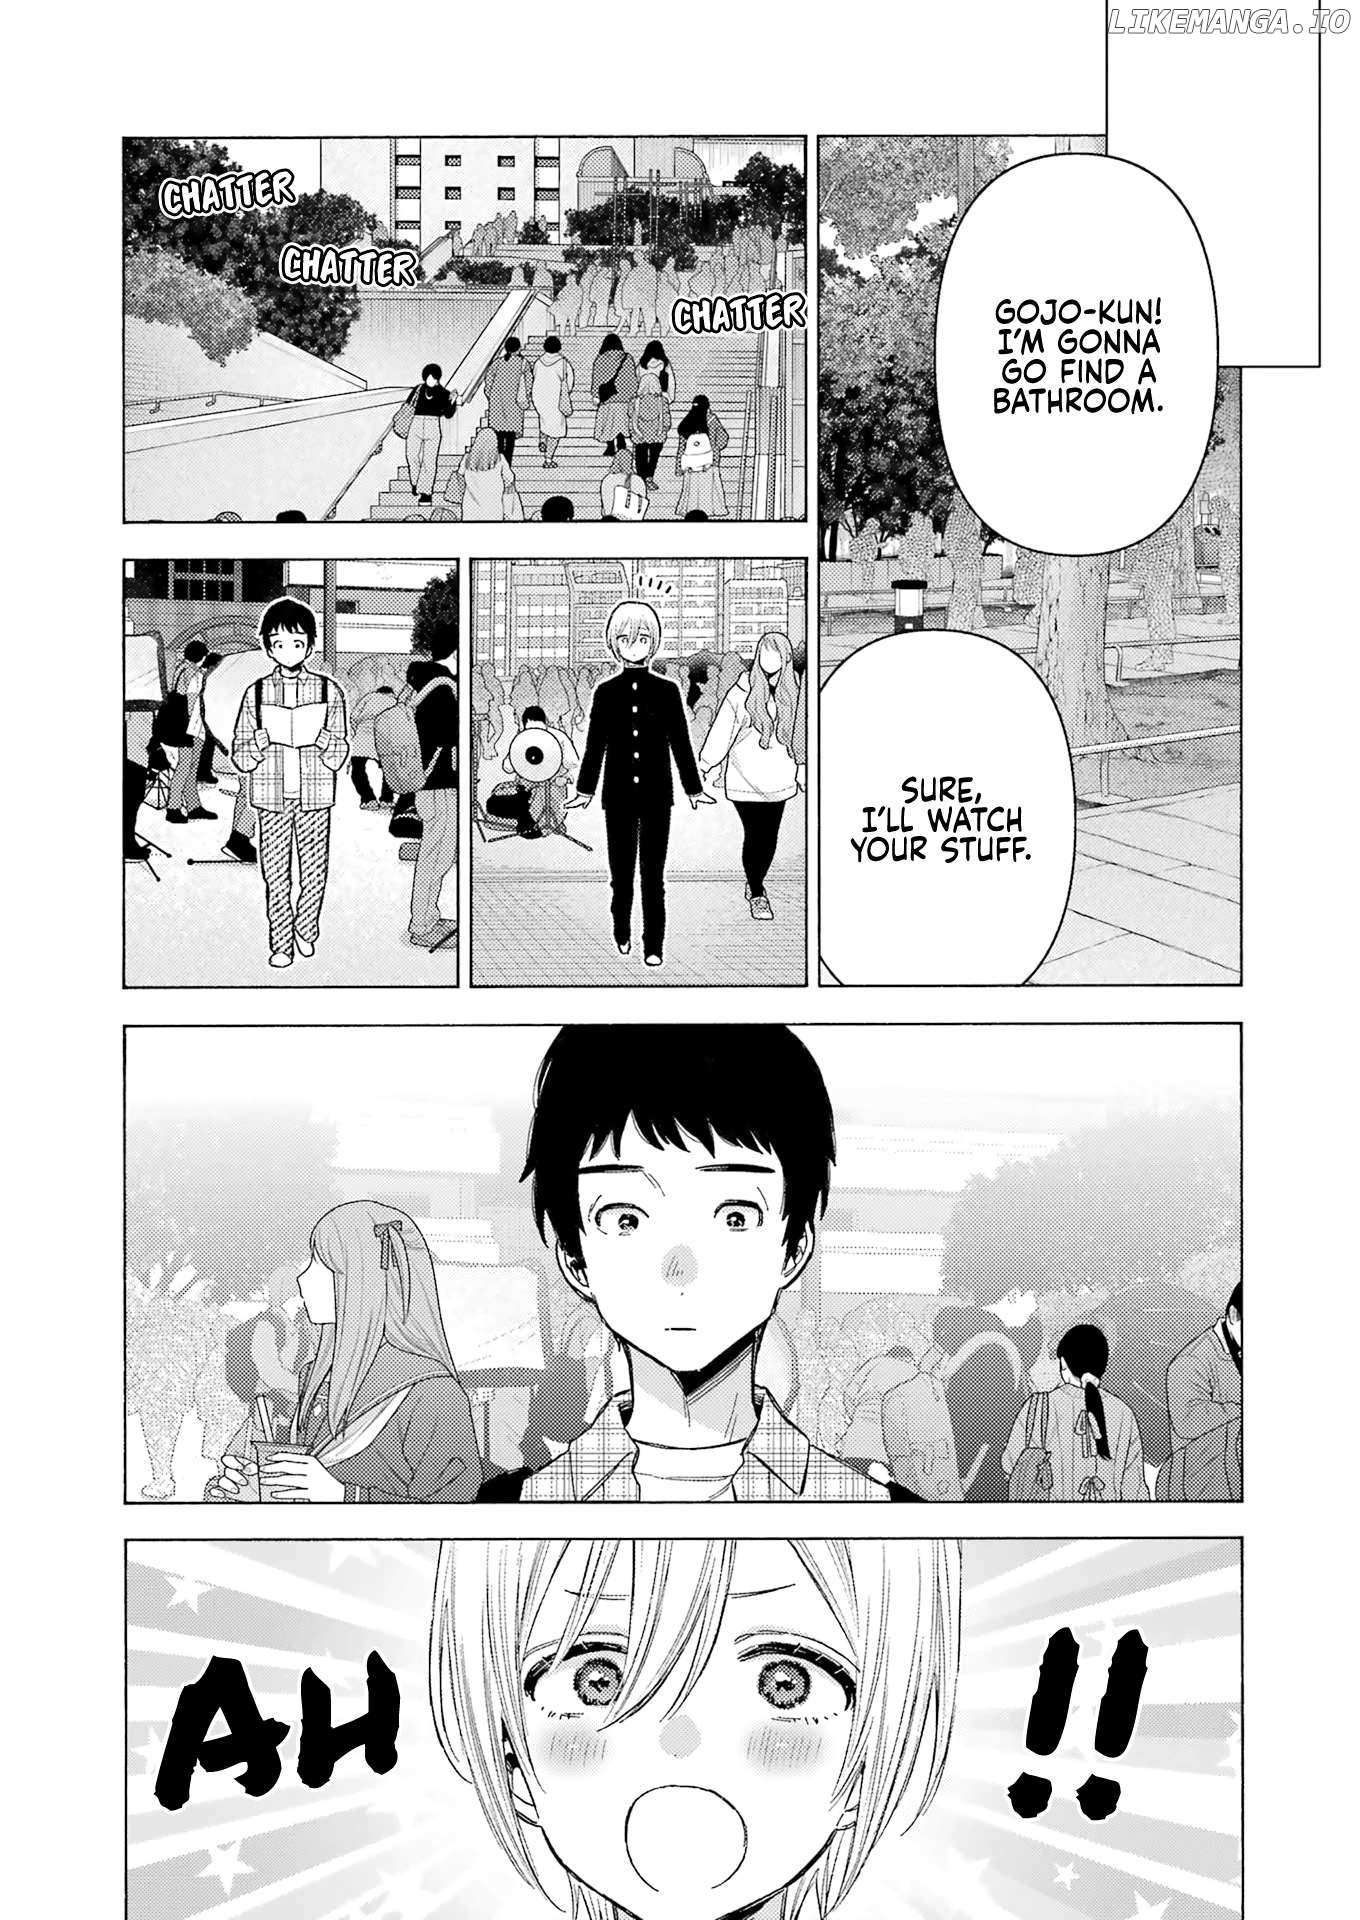 LIKEMANGA.IO
GOJO-KUN!
I'M GONNA
GO FIND A
BATHROOM.
SURE,
I'LL WATCH
YOUR STUFF.
CHATTER
CHATTER
CHATTER
AH
!!